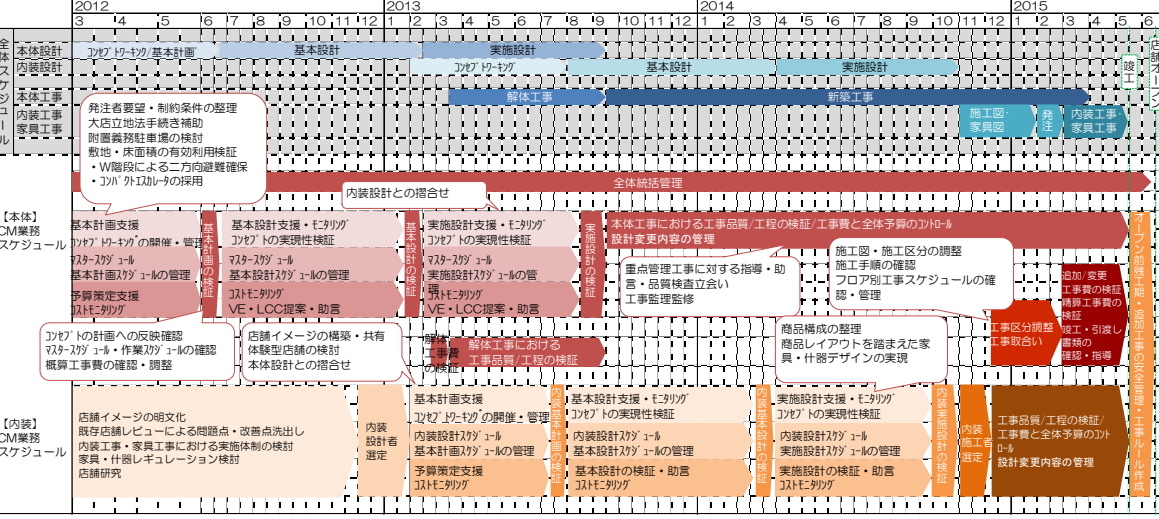 2012
2013
2014
2015
3 4 5 6 7 8 9 10 11 12 1 2 3 4 5 6 7 8 9 10 11 12 1 2 3 4 5 6 7 8 9 10 11 12 1 2 3 4 5 6
全体スケジュール
本体設計
コンセプトワーキング/基本計画
基本設計
実施設計
内装設計
コンセプトワーキング
基本設計
実施設計
竣工
店舗オープン
本体工事
解体工事
新築工事
内装工事
家具工事
施工図・
家具図
発注
内装工事・
家具工事
発注者要望・制約条件の整理
大店立地法手続き補助
附置義務駐車場の検討
敷地・床面積の有効利用検証
・W階段による二方向避難確保
・コンパクトエスカレータの採用
全体統括管理
内装設計との摺合せ
【本体】
CM業務
スケジュール
基本計画支援
コンセプトワーキングの開催・管理
マスタースケジュール
基本計画スケジュールの管理
予算策定支援
コストモニタリング
基本計画の検証
基本設計支援・モニタリング
コンセプトの実現性検証
マスタースケジュール
基本設計スケジュールの管理
コストモニタリング
VE・LCC提案・助言
基本設計の検証
実施設計支援・モニタリング
コンセプトの実現性検証
マスタースケジュール
実施設計スケジュールの管
理
コストモニタリング
VE・LCC提案・助言
実施設計の検証
本体工事における工事品質/工程の検証/工事費と全体予算のコントロール
設計変更内容の管理
重点管理工事に対する指導・助
言・品質検査立会い
工事監理監修
施工図・施工区分の調整
施工手順の確認
フロア別工事スケジュールの確
認・管理
工事区分調整
工事取合い
追加/変更
工事費の検証
精算工事費の
検証
竣工・引渡し
書類の
確認・指導
オープン前残工期・追加工事の安全管理・工事ルール作成
コンセプトの計画への反映確認
マスタースケジュール・作業スケジュールの確認
概算工事費の確認・調整
店舗イメージの構築・共有
体験型店舗の検討
本体設計との摺合せ
解体
工事費
の検証
解体工事における
工事品質/工程の検証
商品構成の整理
商品レイアウトを踏まえた家
具・什器デザインの実現
【内装】
CM業務
スケジュール
店舗イメージの明文化
既存店舗レビューによる問題点・改善点洗出し
内装工事・家具工事における実施体制の検討
家具・什器レギュレーション検討
店舗研究
内装
設計者
選定
基本計画支援
コンセプトワーキングの開催・管理
内装設計スケジュール
基本計画スケジュールの管理
予算策定支援
コストモニタリング
内装基本計画の検証
基本設計支援・モニタリング
コンセプトの実現性検証
内装設計スケジュール
基本設計スケジュールの管理
基本設計の検証・助言
コストモニタリング
内装基本設計の検証
実施設計支援・モニタリング
コンセプトの実現性検証
内装設計スケジュール
実施設計スケジュールの管理
実施設計の検証・助言
コストモニタリング
内装実施設計の検証
内装
施工者
選定
工事品質/工程の検証/
工事費と全体予算のコント
ロール
設計変更内容の管理